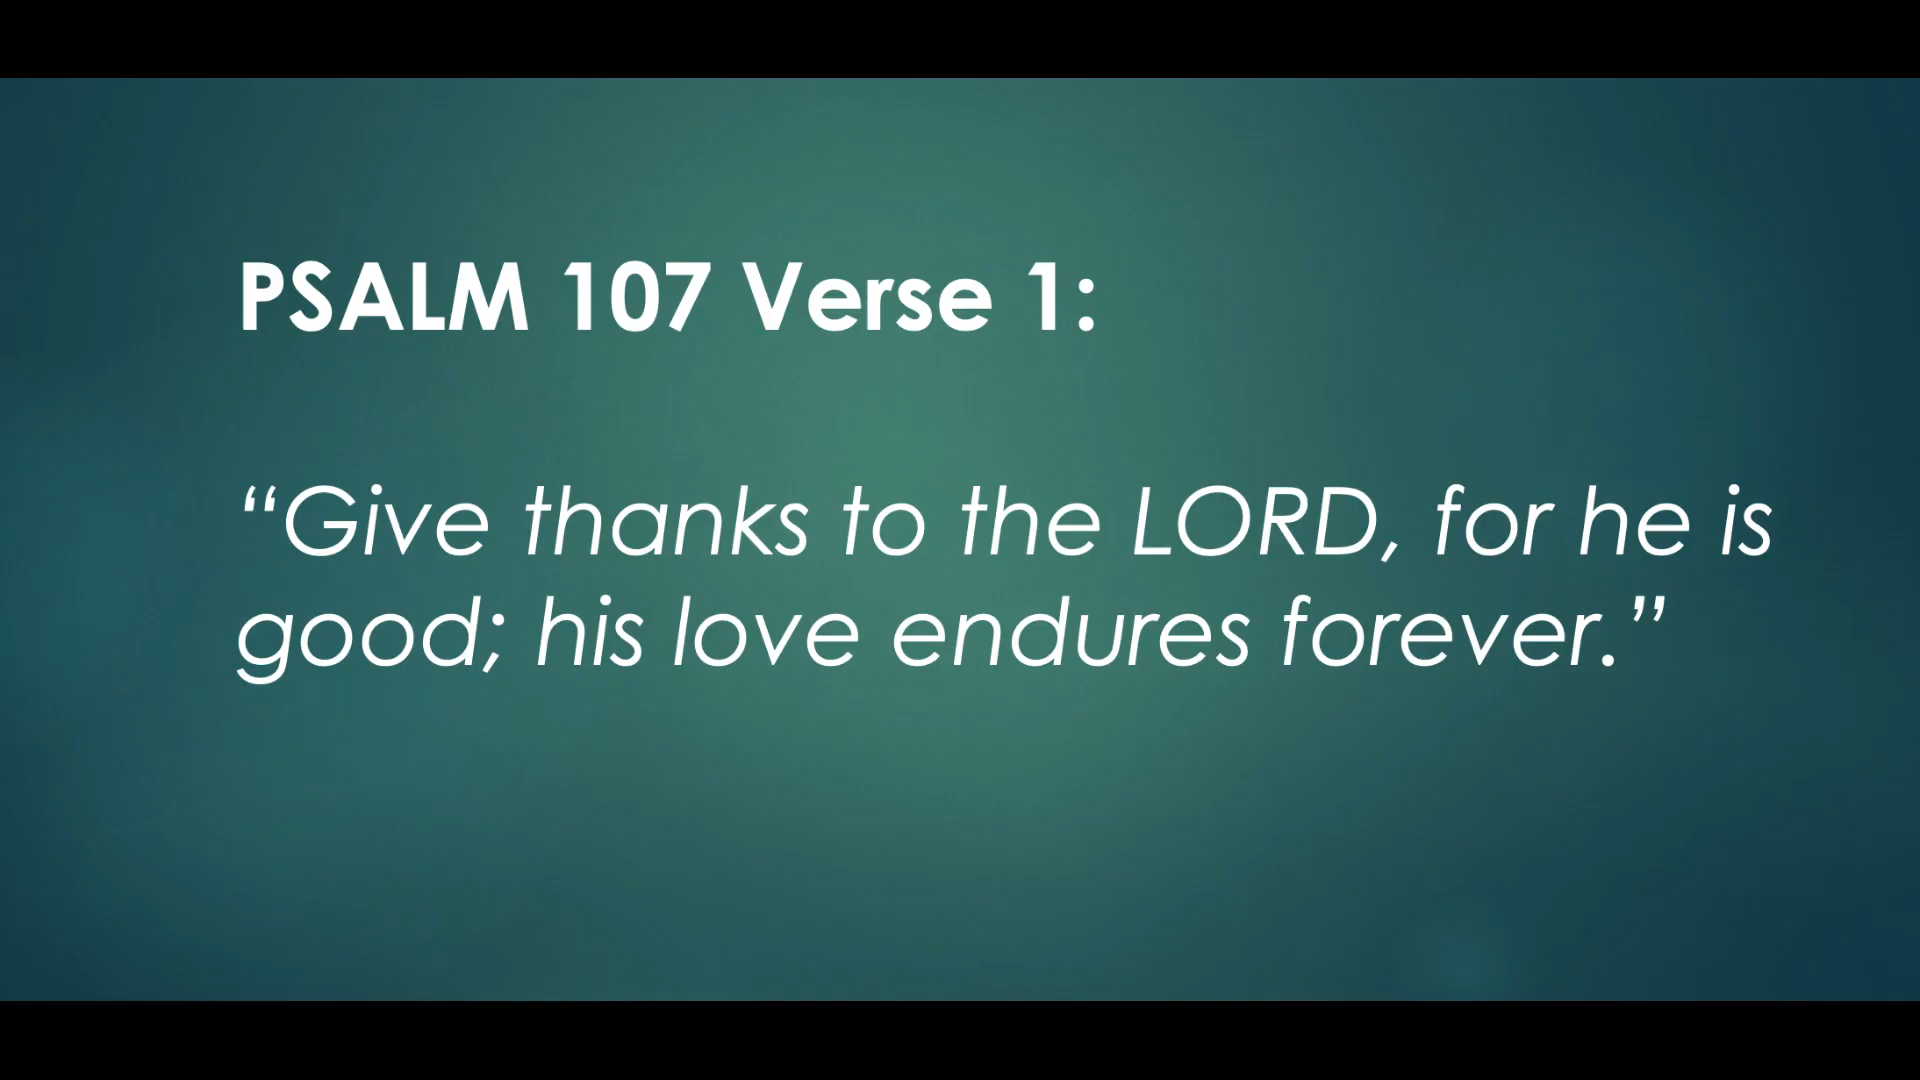 PSALM 107 Verse 1:
“Give thanks to the LORD, for he is
good; his love endures forever.”